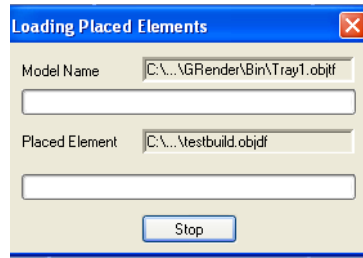 Loading Placed Elements
Model Name C:\...\GRender\Bin\Tray1.objtf
Placed Element C:\...\testbuild.objdf
Stop